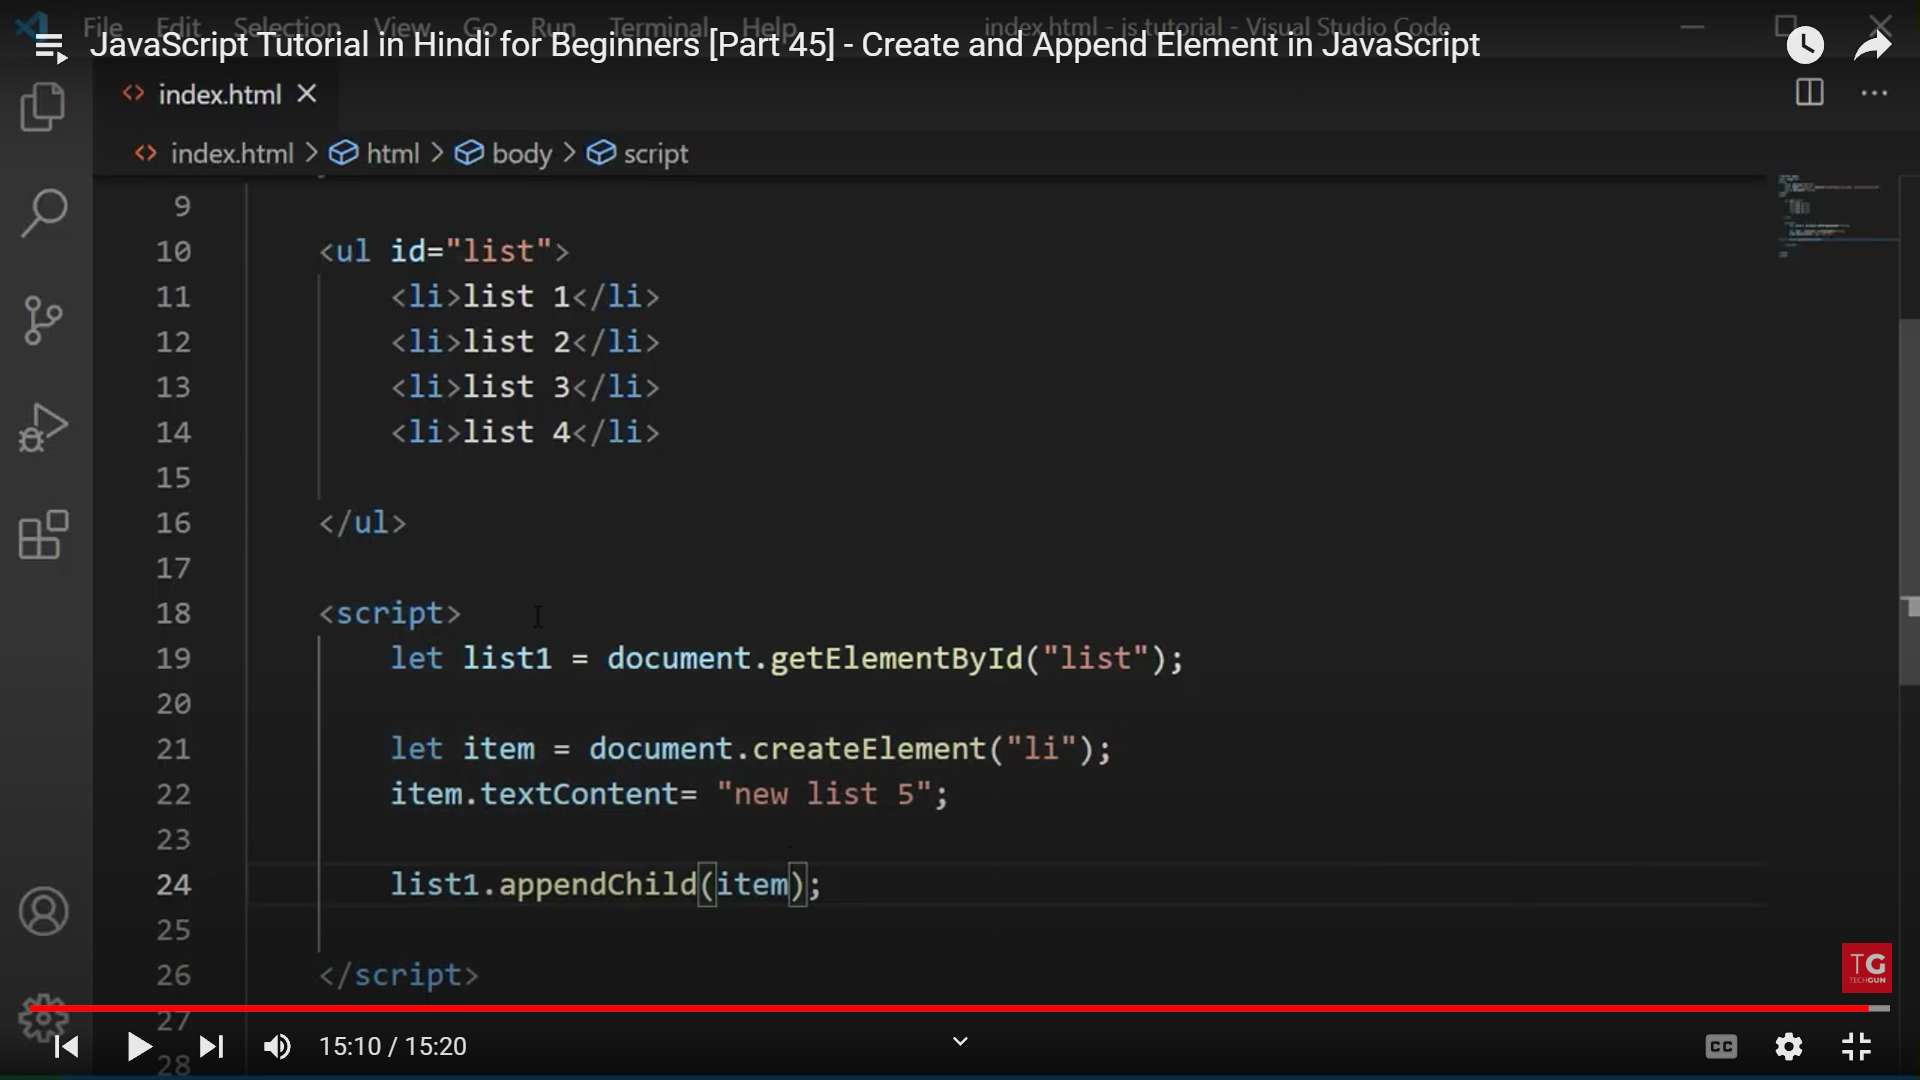 File Edit Selection View Go Run Terminal Help index.html - js tutorial - Visual Studio Code
JavaScript Tutorial in Hindi for Beginners [Part 45] - Create and Append Element in JavaScript
index.html
index.html > html > body > script
9
10 <ul id="list">
11 <li>list 1</li>
12 <li>list 2</li>
13 <li>list 3</li>
14 <li>list 4</li>
15
16 </ul>
17
18 <script>
19 let list1 = document.getElementById("list");
20
21 let item = document.createElement("li");
22 item.textContent= "new list 5";
23
24 list1.appendChild(item);
25
26 </script>
27
28
TG
TECHGUN
15:10 / 15:20
CC